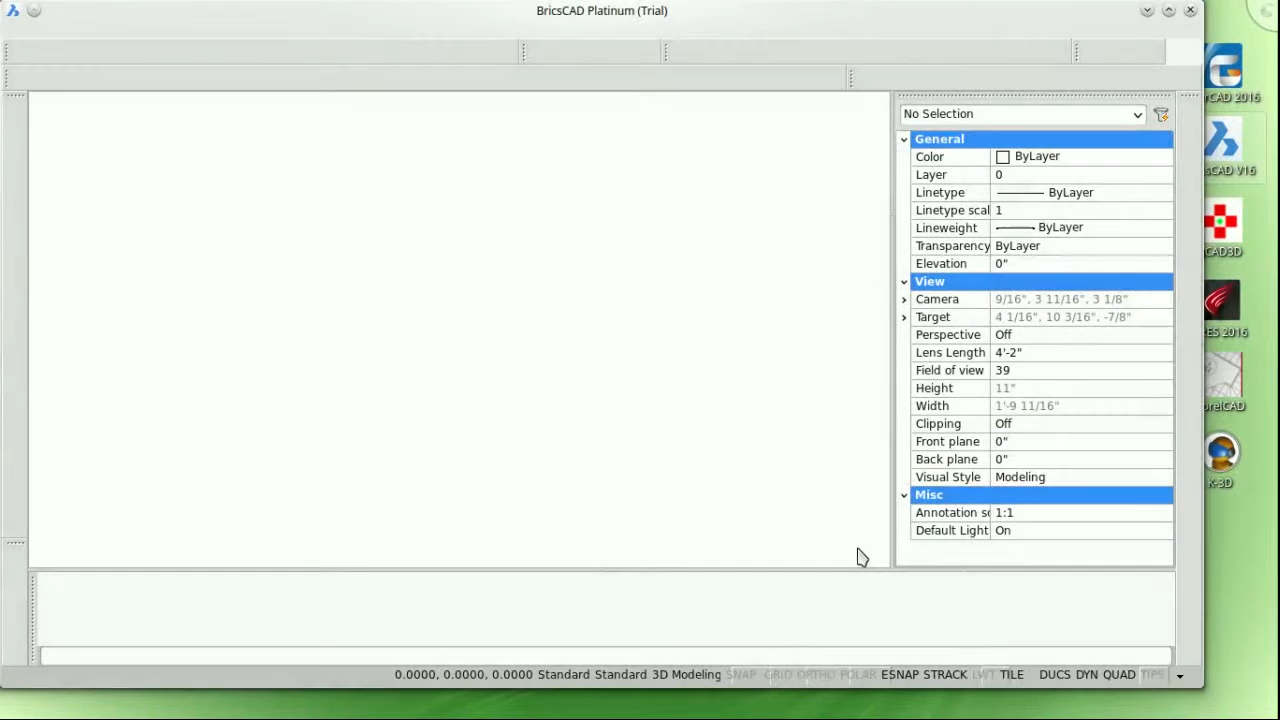 BricsCAD Platinum (Trial)
No Selection
General
Color ByLayer
Layer 0
Linetype ByLayer
Linetype scal 1
Lineweight ByLayer
Transparency ByLayer
Elevation 0"
View
Camera 9/16", 3 11/16", 3 1/8"
Target 4 1/16", 10 3/16", -7/8"
Perspective Off
Lens Length 4'-2"
Field of view 39
Height 11"
Width 1'-9 11/16"
Clipping Off
Front plane 0"
Back plane 0"
Visual Style Modeling
Misc
Annotation sc 1:1
Default Light On
0.0000, 0.0000, 0.0000 Standard Standard 3D Modeling SNAP GRID ORTHO POLAR ESNAP STRACK LWT TILE DUCS DYN QUAD TIPS
rCAD 2016
sCAD V16
CAD3D
RES 2016
orelCAD
K-3D